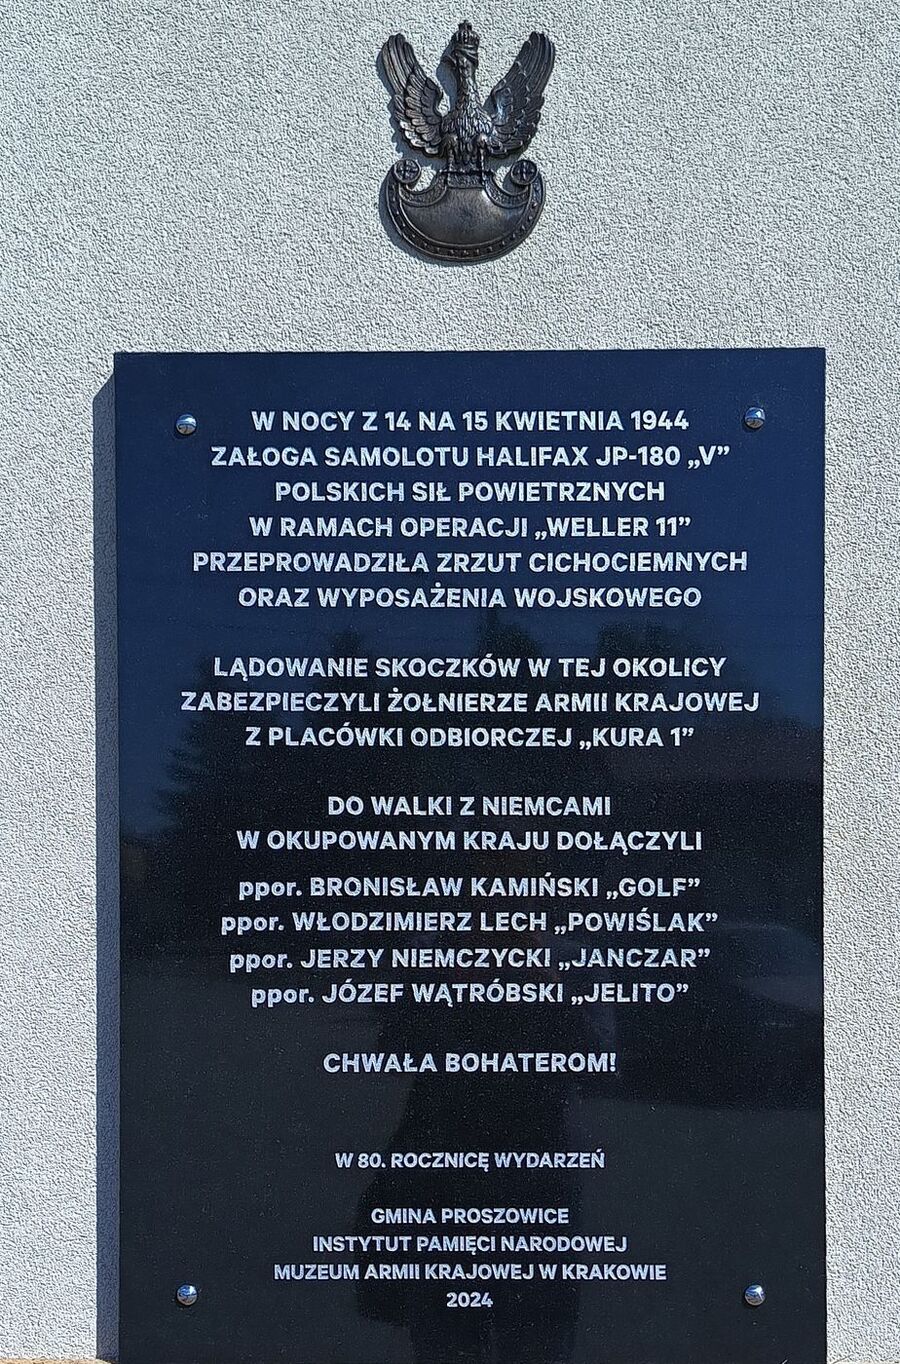 W NOCY Z 14 NA 15 KWIETNIA 1944
ZAŁOGA SAMOLOTU HALIFAX JP-180 „V”
POLSKICH SIŁ POWIETRZNYCH
W RAMACH OPERACJI „WELLER 11”
PRZEPROWADZIŁA ZRZUT CICHOCIEMNYCH
ORAZ WYPOSAŻENIA WOJSKOWEGO
LĄDOWANIE SKOCZKÓW W TEJ OKOLICY
ZABEZPIECZYLI ŻOŁNIERZE ARMII KRAJOWEJ
Z PLACÓWKI ODBIORCZEJ „KURA 1”
DO WALKI Z NIEMCAMI
W OKUPOWANYM KRAJU DOŁĄCZYLI
ppor. BRONISŁAW KAMIŃSKI „GOLF”
ppor. WŁODZIMIERZ LECH „POWIŚLAK”
ppor. JERZY NIEMCZYCKI „JANCZAR”
ppor. JÓZEF WĄTRÓBSKI „JELITO”
CHWAŁA BOHATEROM!
W 80. ROCZNICĘ WYDARZEŃ
GMINA PROSZOWICE
INSTYTUT PAMIĘCI NARODOWEJ
MUZEUM ARMII KRAJOWEJ W KRAKOWIE
2024